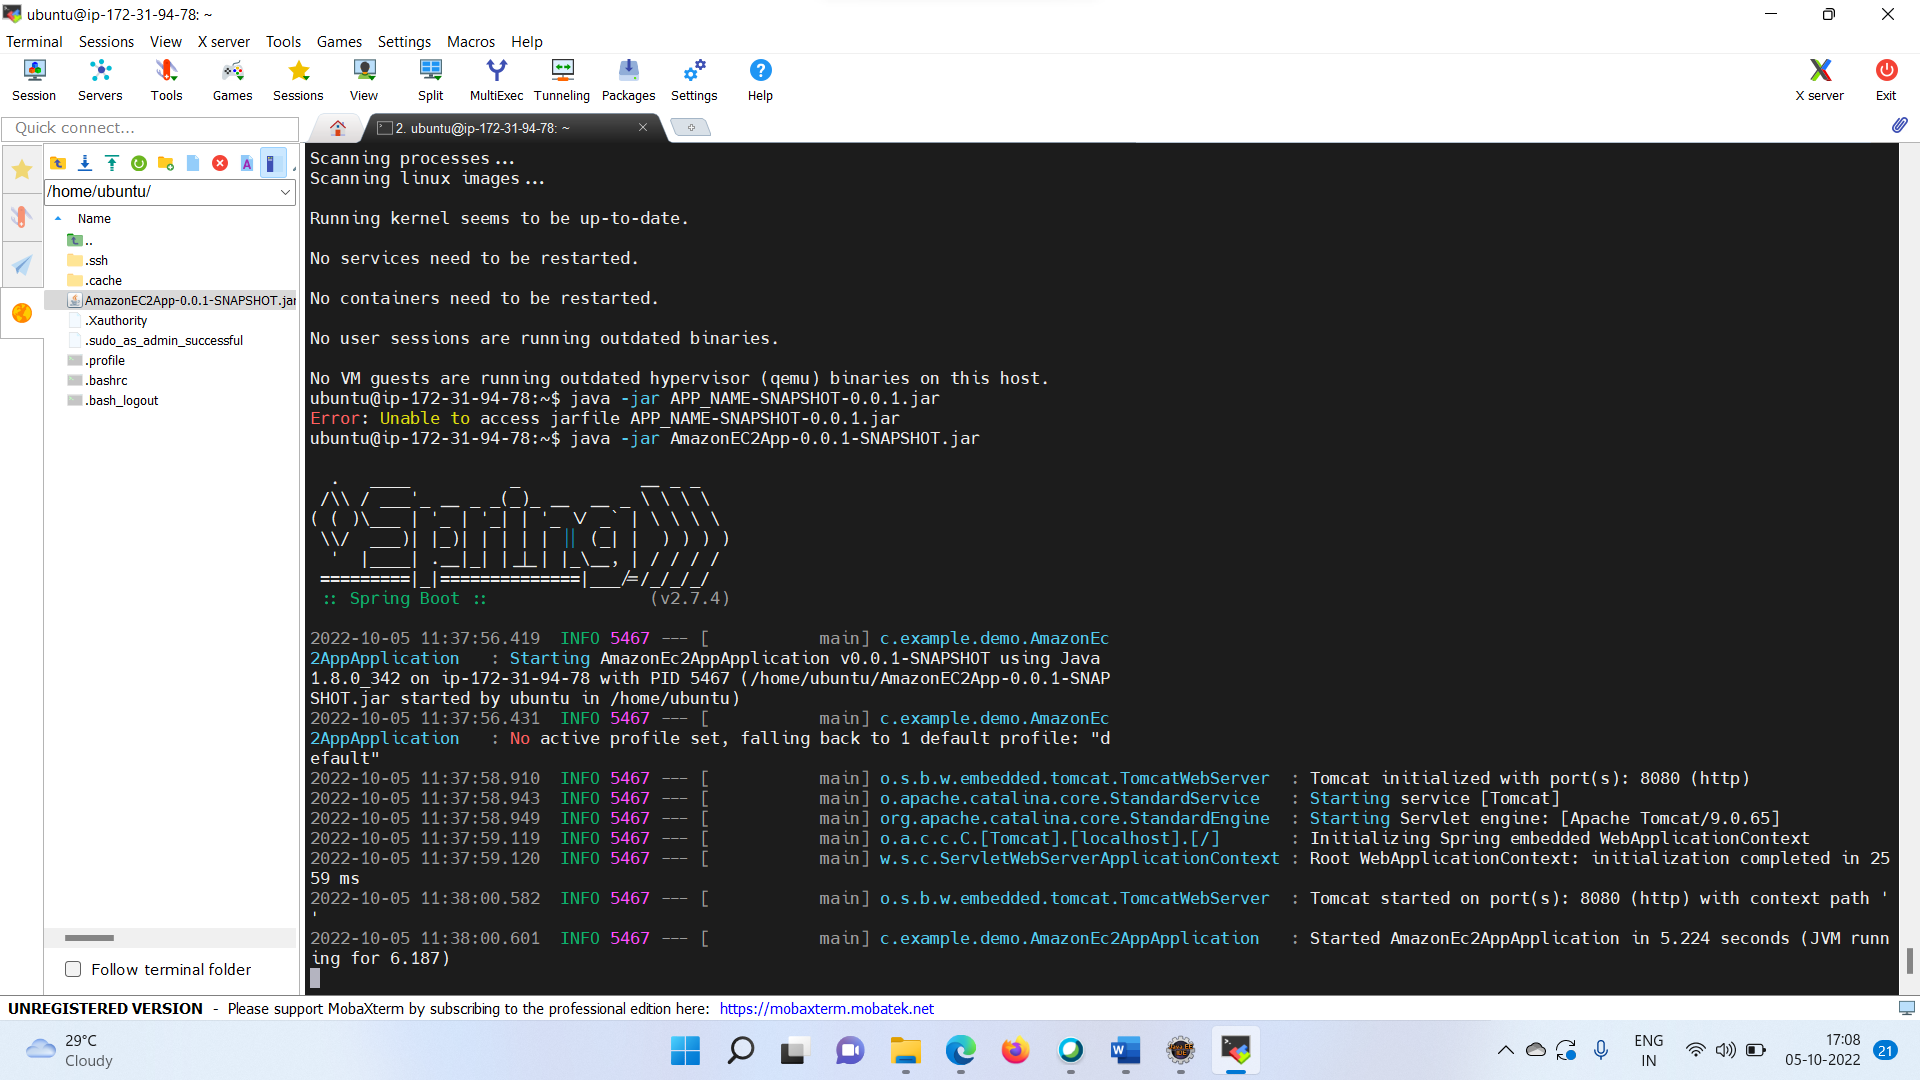 ubuntu@ip-172-31-94-78: ~
Terminal Sessions View X server Tools Games Settings Macros Help
Session Servers Tools Games Sessions View Split MultiExec Tunneling Packages Settings Help X server Exit
Quick connect...
2. ubuntu@ip-172-31-94-78: ~
/home/ubuntu/
Name
..
.ssh
.cache
AmazonEC2App-0.0.1-SNAPSHOT.jar
.Xauthority
.sudo_as_admin_successful
.profile
.bashrc
.bash_logout
Follow terminal folder
Scanning processes...
Scanning linux images...
Running kernel seems to be up-to-date.
No services need to be restarted.
No containers need to be restarted.
No user sessions are running outdated binaries.
No VM guests are running outdated hypervisor (qemu) binaries on this host.
ubuntu@ip-172-31-94-78:~$ java -jar APP_NAME-SNAPSHOT-0.0.1.jar
Error: Unable to access jarfile APP_NAME-SNAPSHOT-0.0.1.jar
ubuntu@ip-172-31-94-78:~$ java -jar AmazonEC2App-0.0.1-SNAPSHOT.jar
Spring
:: Spring Boot :: (v2.7.4)
2022-10-05 11:37:56.419 INFO 5467 --- [ main] c.example.demo.AmazonEc
2AppApplication : Starting AmazonEc2AppApplication v0.0.1-SNAPSHOT using Java
1.8.0_342 on ip-172-31-94-78 with PID 5467 (/home/ubuntu/AmazonEC2App-0.0.1-SNAP
SHOT.jar started by ubuntu in /home/ubuntu)
2022-10-05 11:37:56.431 INFO 5467 --- [ main] c.example.demo.AmazonEc
2AppApplication : No active profile set, falling back to 1 default profile: "d
efault"
2022-10-05 11:37:58.910 INFO 5467 --- [ main] o.s.b.w.embedded.tomcat.TomcatWebServer : Tomcat initialized with port(s): 8080 (http)
2022-10-05 11:37:58.943 INFO 5467 --- [ main] o.apache.catalina.core.StandardService : Starting service [Tomcat]
2022-10-05 11:37:58.949 INFO 5467 --- [ main] org.apache.catalina.core.StandardEngine : Starting Servlet engine: [Apache Tomcat/9.0.65]
2022-10-05 11:37:59.119 INFO 5467 --- [ main] o.a.c.c.C.[Tomcat].[localhost].[/] : Initializing Spring embedded WebApplicationContext
2022-10-05 11:37:59.120 INFO 5467 --- [ main] w.s.c.ServletWebServerApplicationContext : Root WebApplicationContext: initialization completed in 25
59 ms
2022-10-05 11:38:00.582 INFO 5467 --- [ main] o.s.b.w.embedded.tomcat.TomcatWebServer : Tomcat started on port(s): 8080 (http) with context path '
'
2022-10-05 11:38:00.601 INFO 5467 --- [ main] c.example.demo.AmazonEc2AppApplication : Started AmazonEc2AppApplication in 5.224 seconds (JVM runn
ing for 6.187)
UNREGISTERED VERSION - Please support MobaXterm by subscribing to the professional edition here: https://mobaxterm.mobatek.net
29°C
Cloudy
ENG
IN
17:08
05-10-2022
21